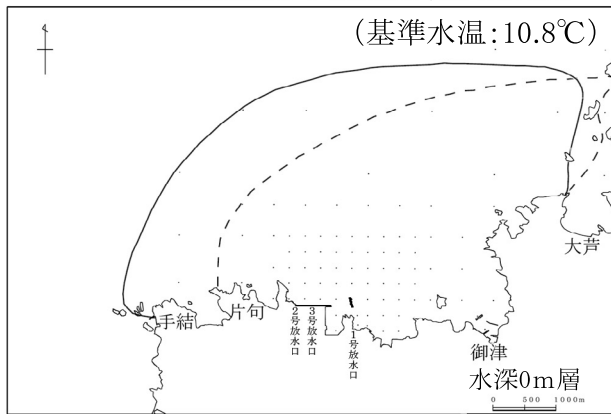 (基準水温:10.8℃)
大芦
手結
片句
2号放水口
3号放水口
1号放水口
御津
水深0m層
0 500 1000m